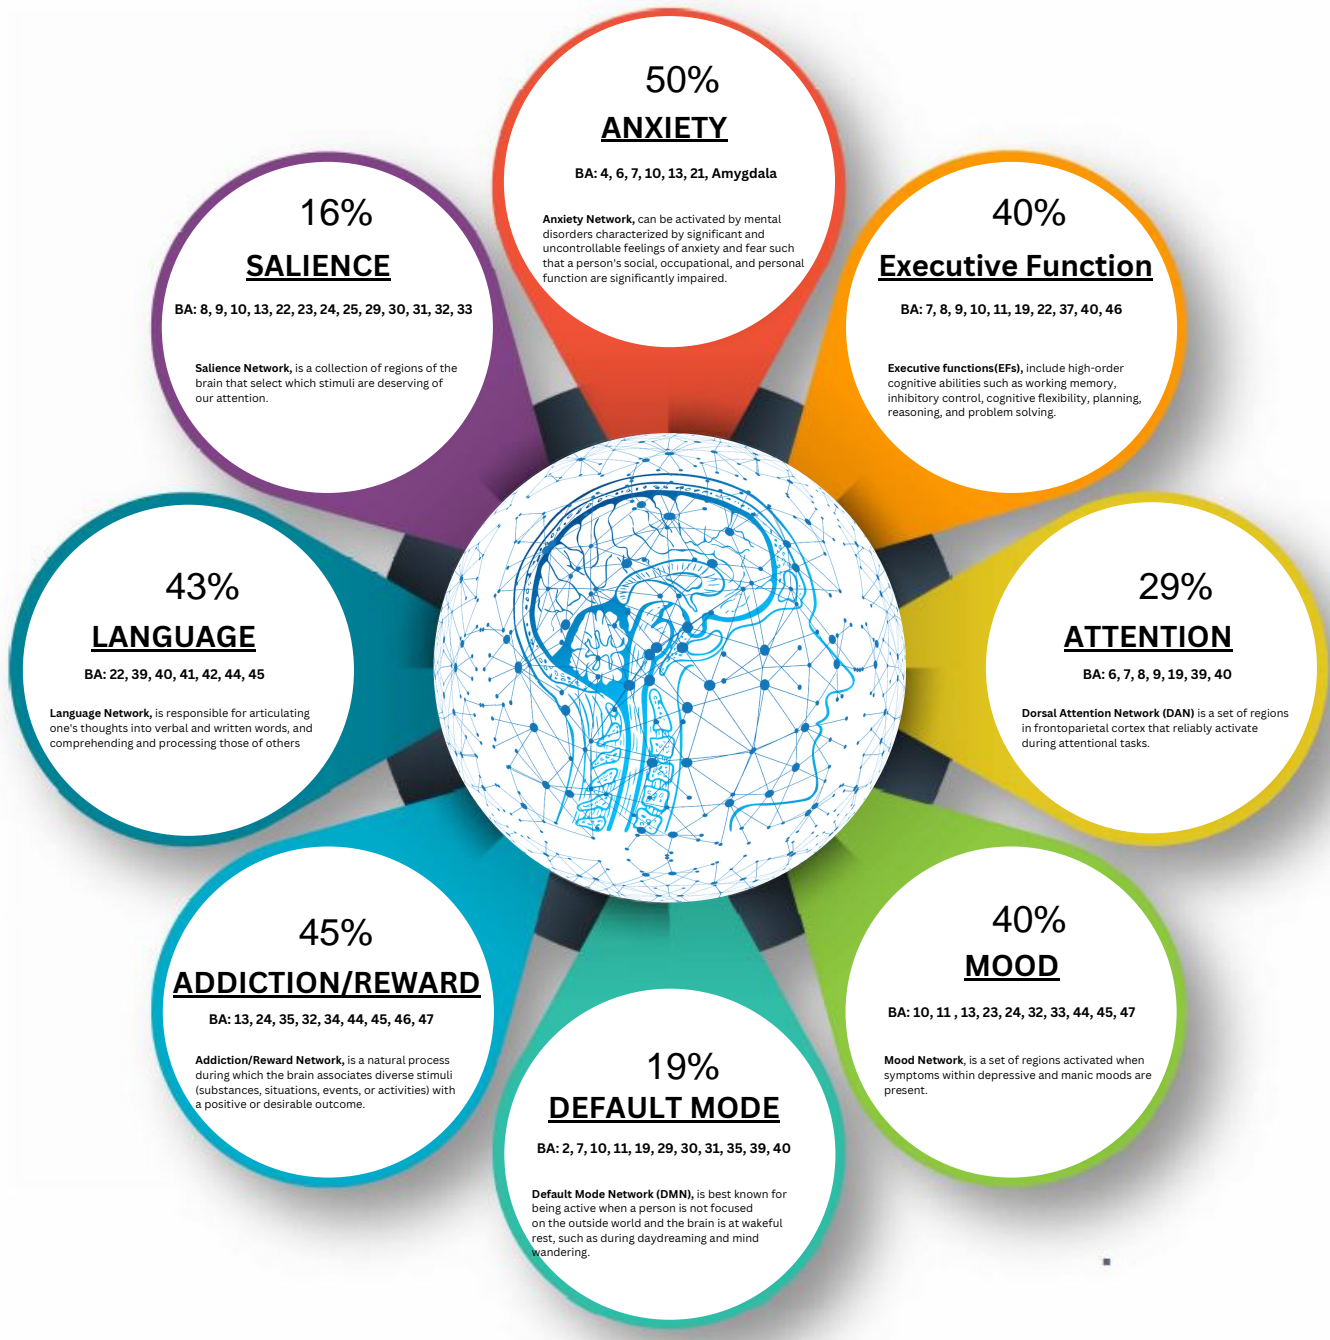 50%
ANXIETY
BA: 4, 6, 7, 10, 13, 21, Amygdala
Anxiety Network, can be activated by mental
disorders characterized by significant and
uncontrollable feelings of anxiety and fear such
that a person's social, occupational, and personal
function are significantly impaired.
16%
SALIENCE
BA: 8, 9, 10, 13, 22, 23, 24, 25, 29, 30, 31, 32, 33
Salience Network, is a collection of regions of the
brain that select which stimuli are deserving of
our attention.
40%
Executive Function
BA: 7, 8, 9, 10, 11, 19, 22, 37, 40, 46
Executive functions(EFs), include high-order
cognitive abilities such as working memory,
inhibitory control, cognitive flexibility, planning,
reasoning, and problem solving.
43%
LANGUAGE
BA: 22, 39, 40, 41, 42, 44, 45
Language Network, is responsible for articulating
one's thoughts into verbal and written words, and
comprehending and processing those of others
29%
ATTENTION
BA: 6, 7, 8, 9, 19, 39, 40
Dorsal Attention Network (DAN) is a set of regions
in frontoparietal cortex that reliably activate
during attentional tasks.
45%
ADDICTION/REWARD
BA: 13, 24, 35, 32, 34, 44, 45, 46, 47
Addiction/Reward Network, is a natural process
during which the brain associates diverse stimuli
(substances, situations, events, or activities) with
a positive or desirable outcome.
40%
MOOD
BA: 10, 11 , 13, 23, 24, 32, 33, 44, 45, 47
Mood Network, is a set of regions activated when
symptoms within depressive and manic moods are
present.
19%
DEFAULT MODE
BA: 2, 7, 10, 11, 19, 29, 30, 31, 35, 39, 40
Default Mode Network (DMN), is best known for
being active when a person is not focused
on the outside world and the brain is at wakeful
rest, such as during daydreaming and mind
wandering.